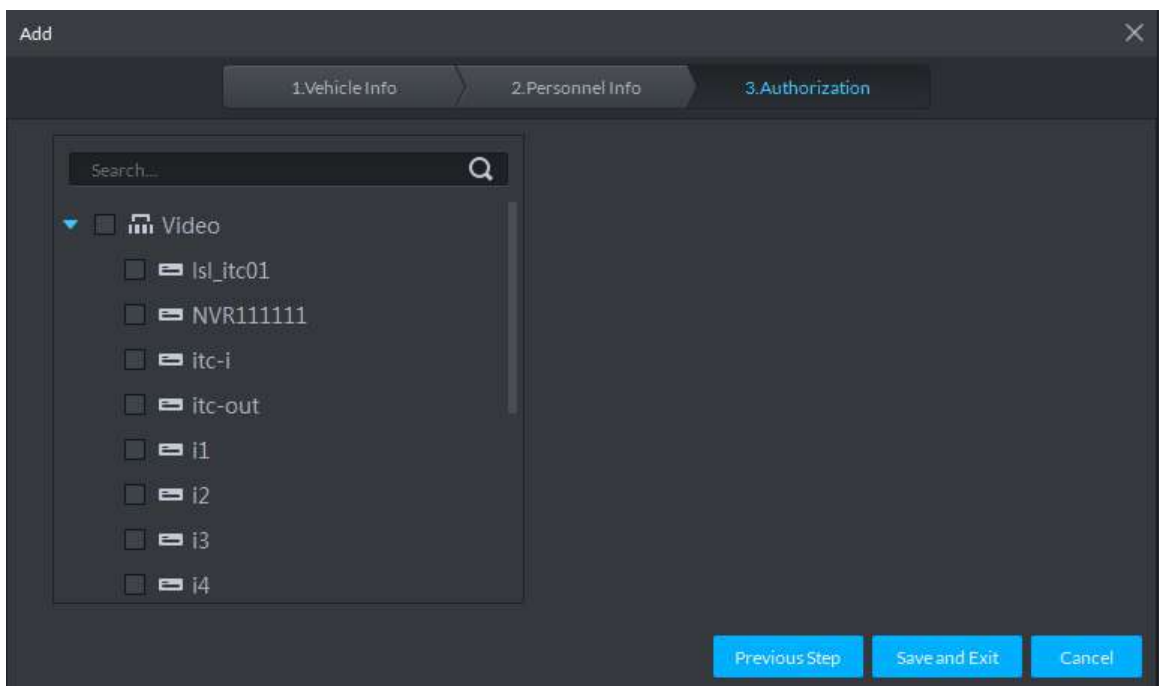 Add
1.Vehicle Info 2.Personnel Info 3.Authorization
Search...
Video
lsl_itc01
NVR111111
itc-i
itc-out
i1
i2
i3
i4
Previous Step Save and Exit Cancel